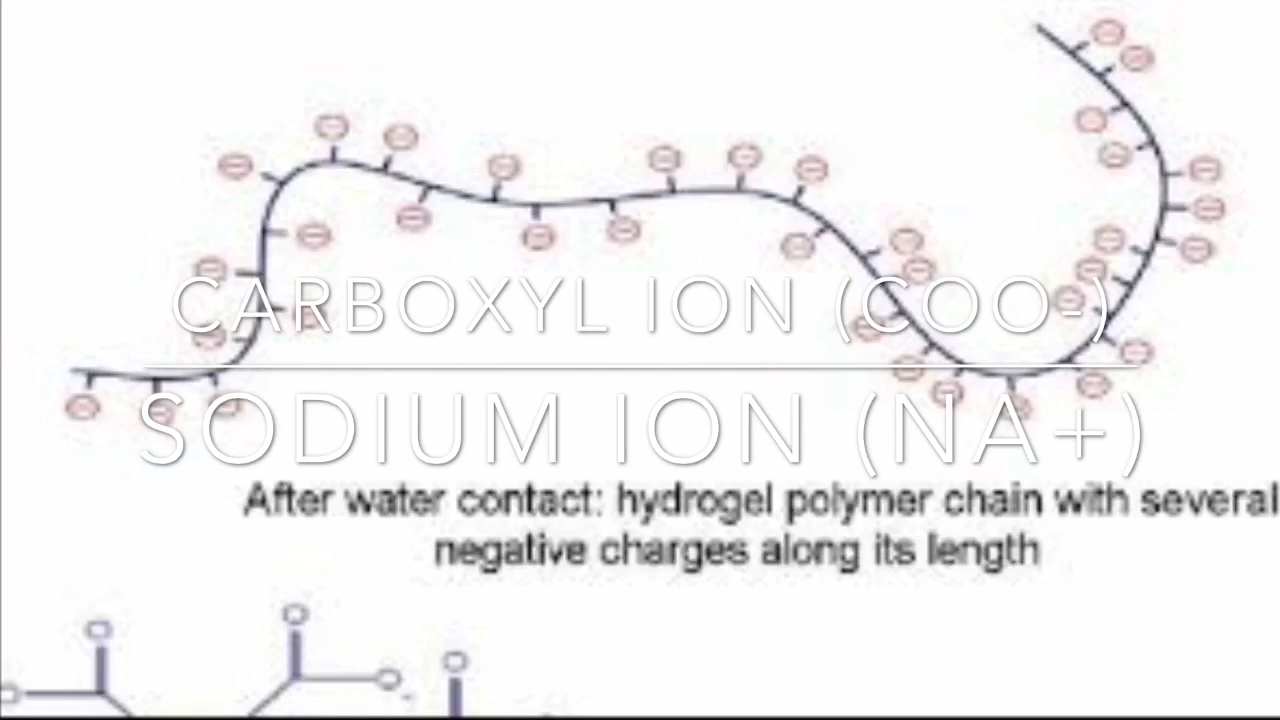 CARBOXYL ION (COO-)
SODIUM ION (NA+)
After water contact: hydrogel polymer chain with several
negative charges along its length
O O O
O O -